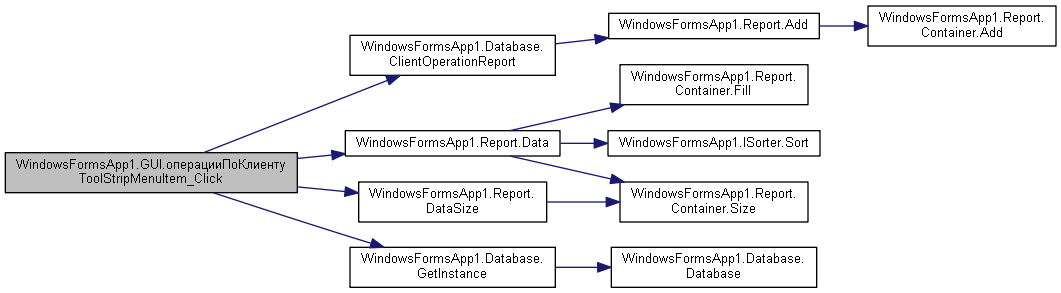 WindowsFormsApp1.GUI.операцииПоКлиенту
ToolStripMenuItem_Click
WindowsFormsApp1.Database.
ClientOperationReport
WindowsFormsApp1.Report.Add
WindowsFormsApp1.Report.
Container.Add
WindowsFormsApp1.Report.Data
WindowsFormsApp1.Report.
Container.Fill
WindowsFormsApp1.ISorter.Sort
WindowsFormsApp1.Report.
Container.Size
WindowsFormsApp1.Report.
DataSize
WindowsFormsApp1.Database.
GetInstance
WindowsFormsApp1.Database.
Database